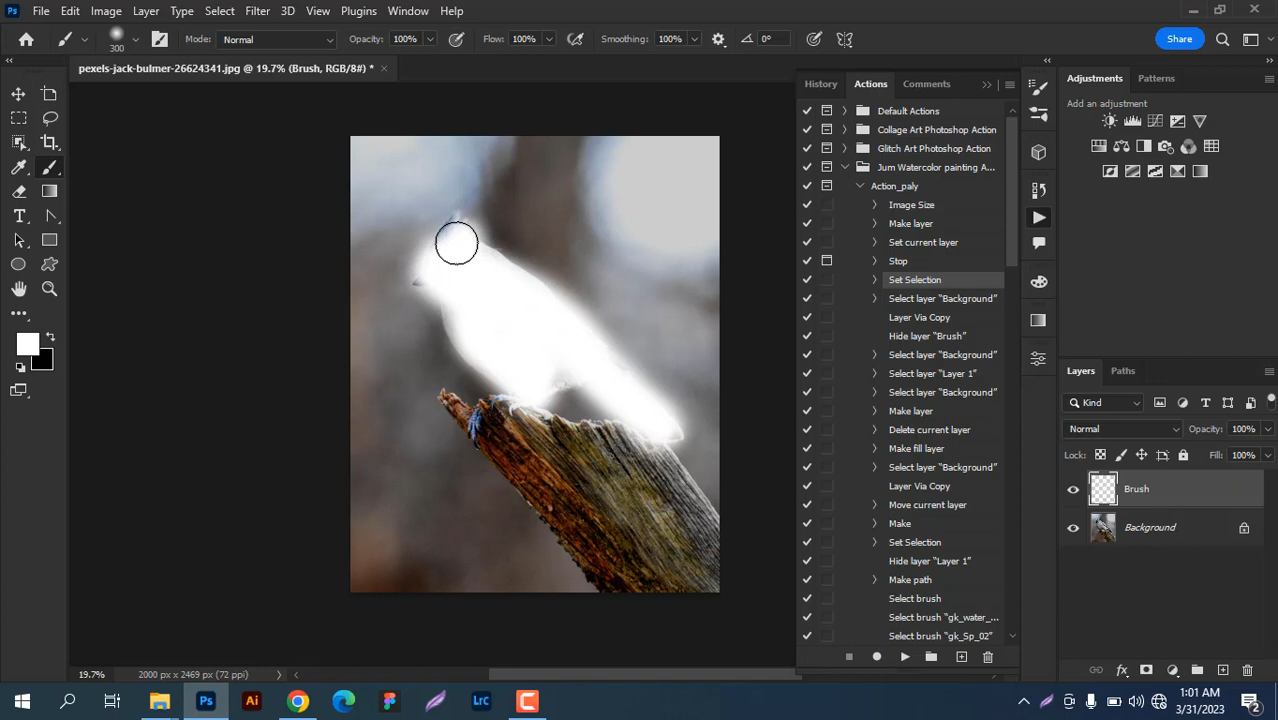 Ps File Edit Image Layer Type Select Filter 3D View Plugins Window Help
300 Mode: Normal Opacity: 100% Flow: 100% Smoothing: 100% 0° Share
pexels-jack-bulmer-26624341.jpg @ 19.7% (Brush, RGB/8#) *
History Actions Comments
Default Actions
Collage Art Photoshop Action
Glitch Art Photoshop Action
Jum Watercolor painting A...
Action_paly
Image Size
Make layer
Set current layer
Stop
Set Selection
Select layer “Background”
Layer Via Copy
Hide layer “Brush”
Select layer “Background”
Select layer “Layer 1”
Select layer “Background”
Make layer
Delete current layer
Make fill layer
Select layer “Background”
Layer Via Copy
Move current layer
Make
Set Selection
Hide layer “Layer 1”
Make path
Select brush
Select brush “gk_water_...
Select brush “gk_Sp_02”
Adjustments Patterns
Add an adjustment
Layers Paths
Kind
Normal Opacity: 100%
Lock: Fill: 100%
Brush
Background
19.7% 2000 px x 2469 px (72 ppi)
Ps Ai LrC
1:01 AM
3/31/2023
2